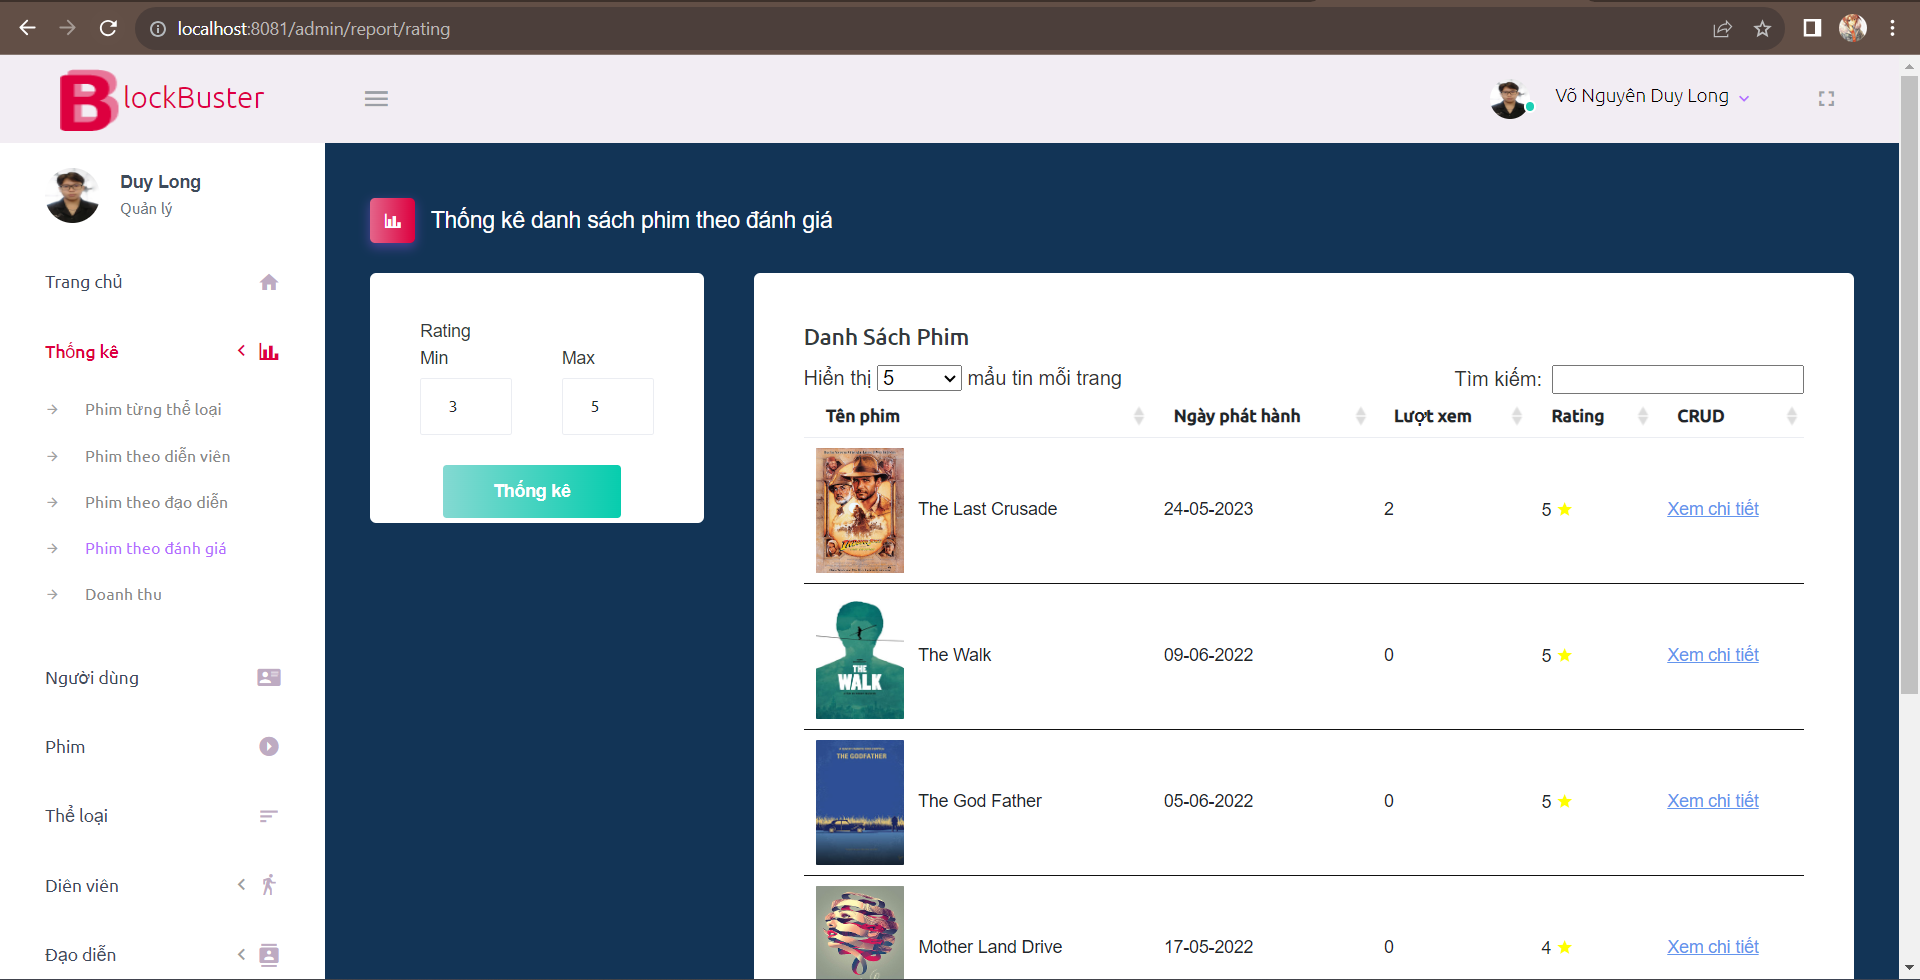 localhost:8081/admin/report/rating
BlockBuster
Võ Nguyên Duy Long
Duy Long
Quản lý
Trang chủ
Thống kê
Phim từng thể loại
Phim theo diễn viên
Phim theo đạo diễn
Phim theo đánh giá
Doanh thu
Người dùng
Phim
Thể loại
Diên viên
Đạo diễn
Thống kê danh sách phim theo đánh giá
Rating
Min Max
3 5
Thống kê
Danh Sách Phim
Hiển thị 5 mẩu tin mỗi trang Tìm kiếm:
Tên phim Ngày phát hành Lượt xem Rating CRUD
The Last Crusade 24-05-2023 2 5 ★ Xem chi tiết
THE
WALK
The Walk 09-06-2022 0 5 ★ Xem chi tiết
THE GODFATHER
The God Father 05-06-2022 0 5 ★ Xem chi tiết
Mother Land Drive 17-05-2022 0 4 ★ Xem chi tiết